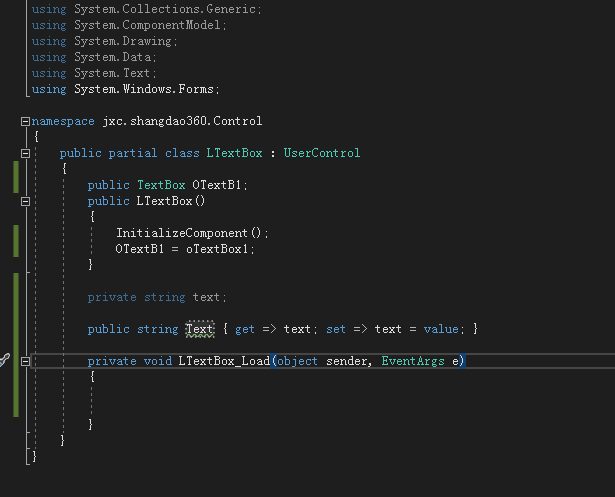 using System.Collections.Generic;
using System.ComponentModel;
using System.Drawing;
using System.Data;
using System.Text;
using System.Windows.Forms;
namespace jxc.shangdao360.Control
{
public partial class LTextBox : UserControl
{
public TextBox OTextB1;
public LTextBox()
{
InitializeComponent();
OTextB1 = oTextBox1;
}
private string text;
public string Text { get => text; set => text = value; }
private void LTextBox_Load(object sender, EventArgs e)
{
}
}
}